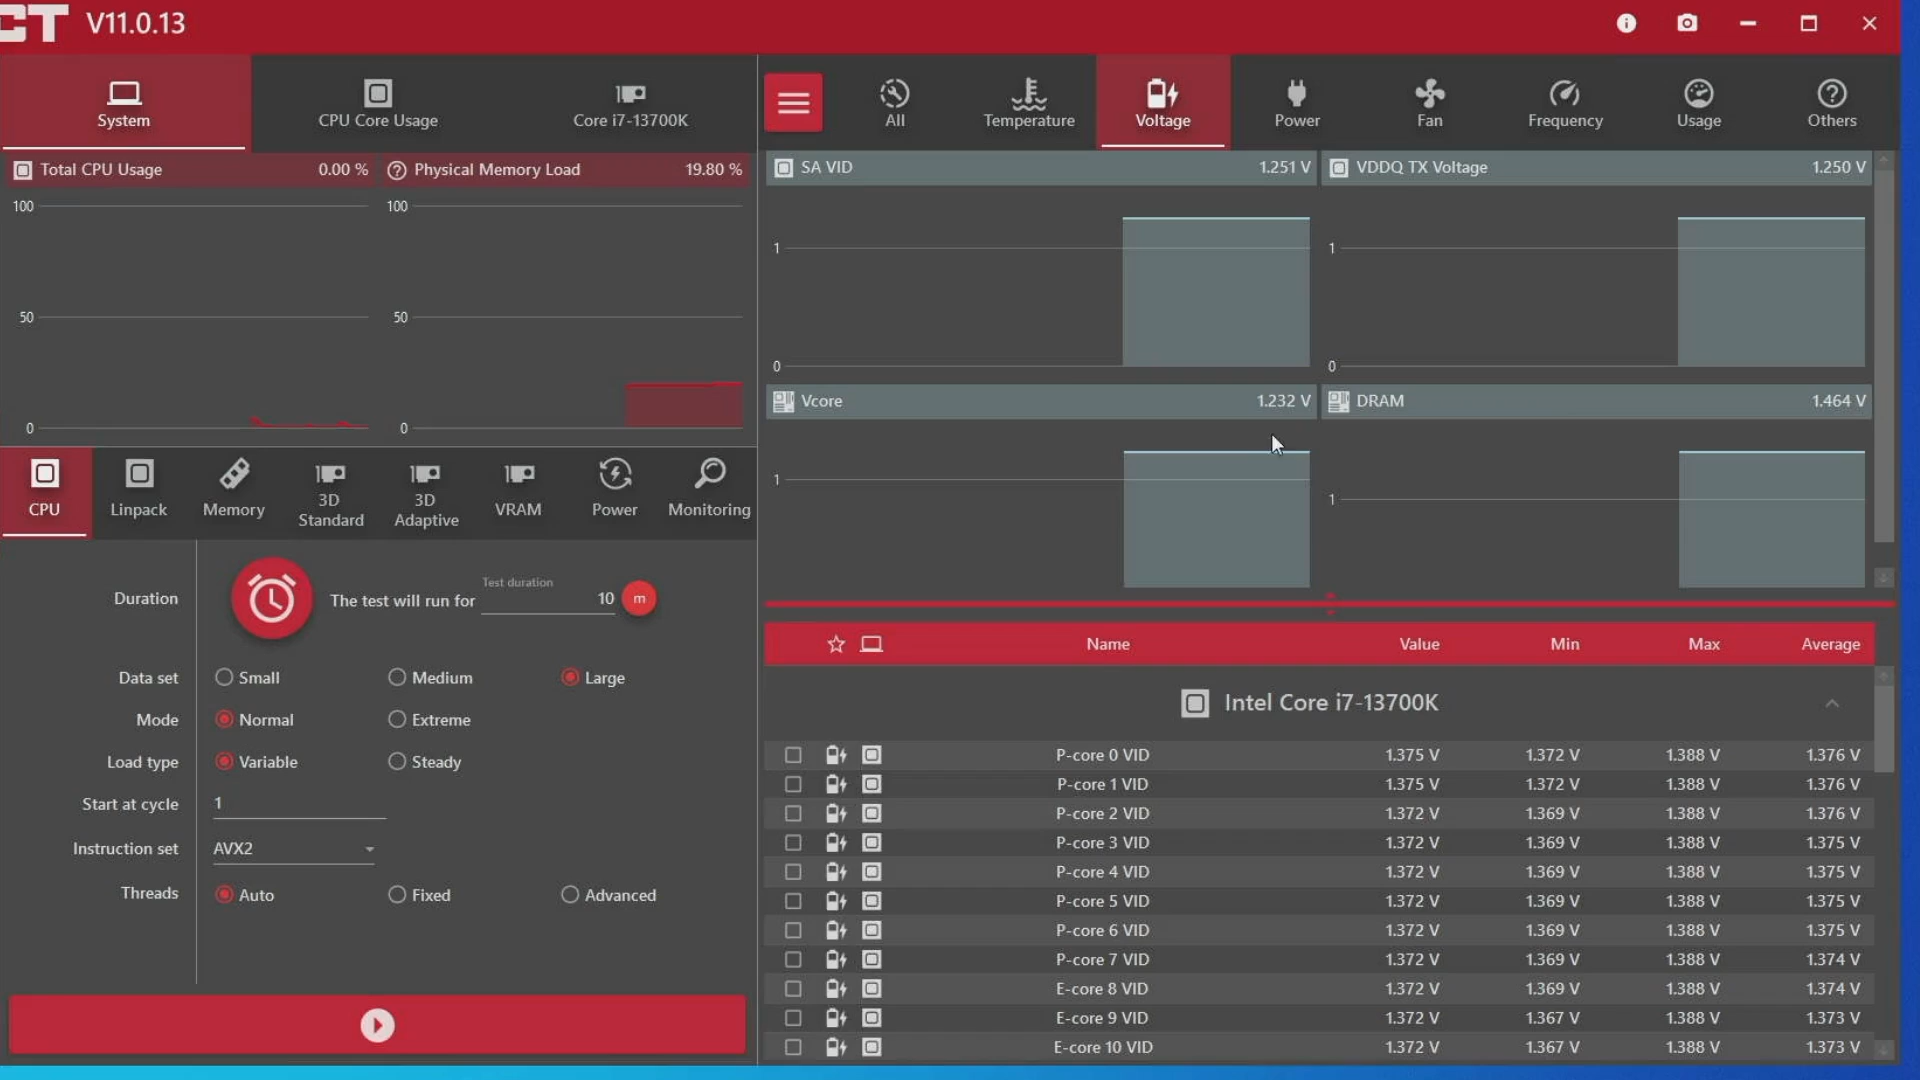 CT V11.0.13
System
CPU Core Usage
Core i7-13700K
All
Temperature
Voltage
Power
Fan
Frequency
Usage
Others
Total CPU Usage 0.00 %
Physical Memory Load 19.80 %
100
50
0
100
50
0
SA VID 1.251 V
1
0
VDDQ TX Voltage 1.250 V
1
0
Vcore 1.232 V
1
DRAM 1.464 V
1
CPU
Linpack
Memory
3D
Standard
3D
Adaptive
VRAM
Power
Monitoring
Duration
The test will run for
Test duration
10 m
Data set Small Medium Large
Mode Normal Extreme
Load type Variable Steady
Start at cycle 1
Instruction set AVX2
Threads Auto Fixed Advanced
Name Value Min Max Average
Intel Core i7-13700K
P-core 0 VID 1.375 V 1.372 V 1.388 V 1.376 V
P-core 1 VID 1.375 V 1.372 V 1.388 V 1.376 V
P-core 2 VID 1.372 V 1.369 V 1.388 V 1.376 V
P-core 3 VID 1.372 V 1.369 V 1.388 V 1.375 V
P-core 4 VID 1.372 V 1.369 V 1.388 V 1.375 V
P-core 5 VID 1.372 V 1.369 V 1.388 V 1.375 V
P-core 6 VID 1.372 V 1.369 V 1.388 V 1.375 V
P-core 7 VID 1.372 V 1.369 V 1.388 V 1.374 V
E-core 8 VID 1.372 V 1.369 V 1.388 V 1.374 V
E-core 9 VID 1.372 V 1.367 V 1.388 V 1.373 V
E-core 10 VID 1.372 V 1.367 V 1.388 V 1.373 V